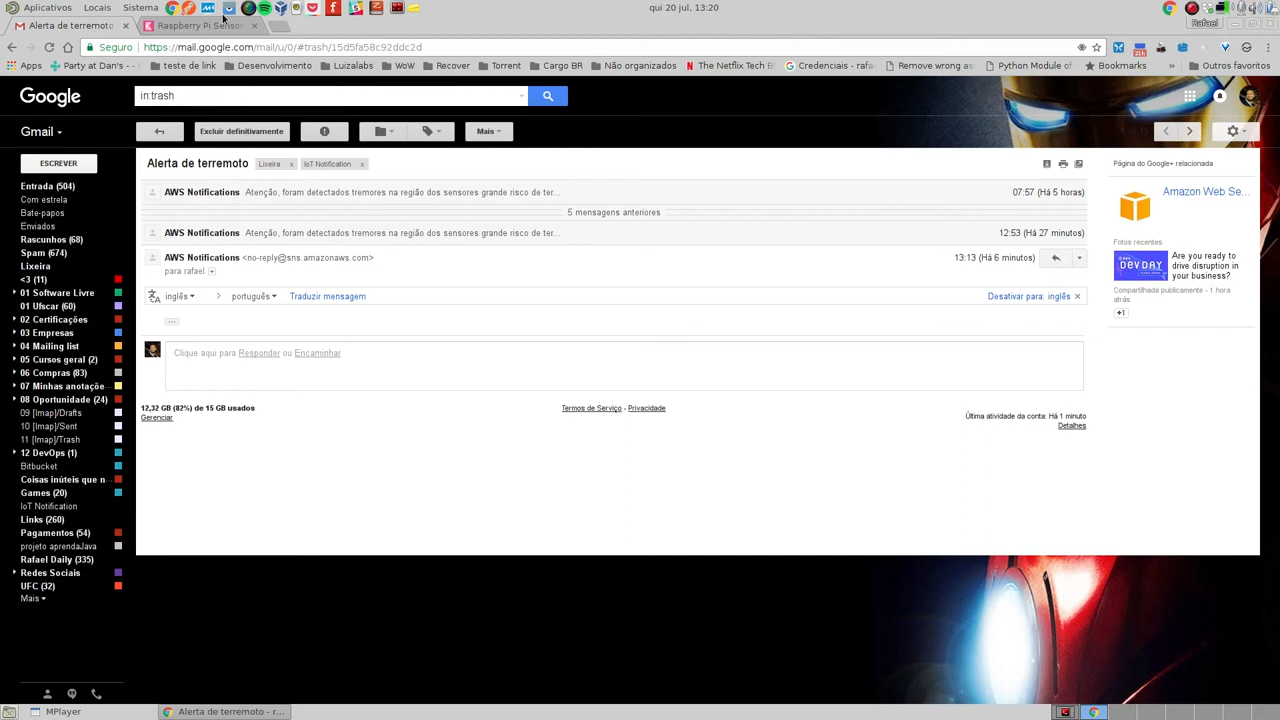 Aplicativos Locais Sistema qui 20 jul, 13:20
Alerta de terremoto Raspberry Pi Senso Rafael
Seguro https://mail.google.com/mail/u/0/#trash/15d5fa58c92ddc2d
Apps Party at Dan's - ... teste de link Desenvolvimento Luizalabs WoW Recover Torrent Cargo BR Não organizados The Netflix Tech B Credenciais - rafa Remove wrong as Python Module of Outros favoritos
Google in:trash
Gmail Excluir definitivamente Mais
ESCREVER
Entrada (504)
Com estrela
Bate-papos
Enviados
Rascunhos (68)
Spam (674)
Lixeira
<3 (11)
01 Software Livre
01 Ufscar (60)
02 Certificações
03 Empresas
04 Mailing list
05 Cursos geral (2)
06 Compras (83)
07 Minhas anotaçõe...
08 Oportunidade (24)
09 [Imap]/Drafts
10 [Imap]/Sent
11 [Imap]/Trash
12 DevOps (1)
Bitbucket
Coisas inúteis que n...
Games (20)
IoT Notification
Links (260)
Pagamentos (54)
projeto aprendaJava
Rafael Daily (335)
Redes Sociais
UFC (32)
Mais
Alerta de terremoto Lixeira x IoT Notification x
AWS Notifications Atenção, foram detectados tremores na região dos sensores grande risco de ter... 07:57 (Há 5 horas)
5 mensagens anteriores
AWS Notifications Atenção, foram detectados tremores na região dos sensores grande risco de ter... 12:53 (Há 27 minutos)
AWS Notifications <no-reply@sns.amazonaws.com> 13:13 (Há 6 minutos)
para rafael
inglês > português Traduzir mensagem Desativar para: inglês x
...
Clique aqui para Responder ou Encaminhar
12,32 GB (82%) de 15 GB usados
Gerenciar
Termos de Serviço - Privacidade
Última atividade da conta: Há 1 minuto
Detalhes
Página do Google+ relacionada
Amazon Web Se...
Fotos recentes
DEVDAY
Are you ready to
drive disruption in
your business?
Compartilhada publicamente - 1 hora
atrás
+1
MPlayer Alerta de terremoto - r...